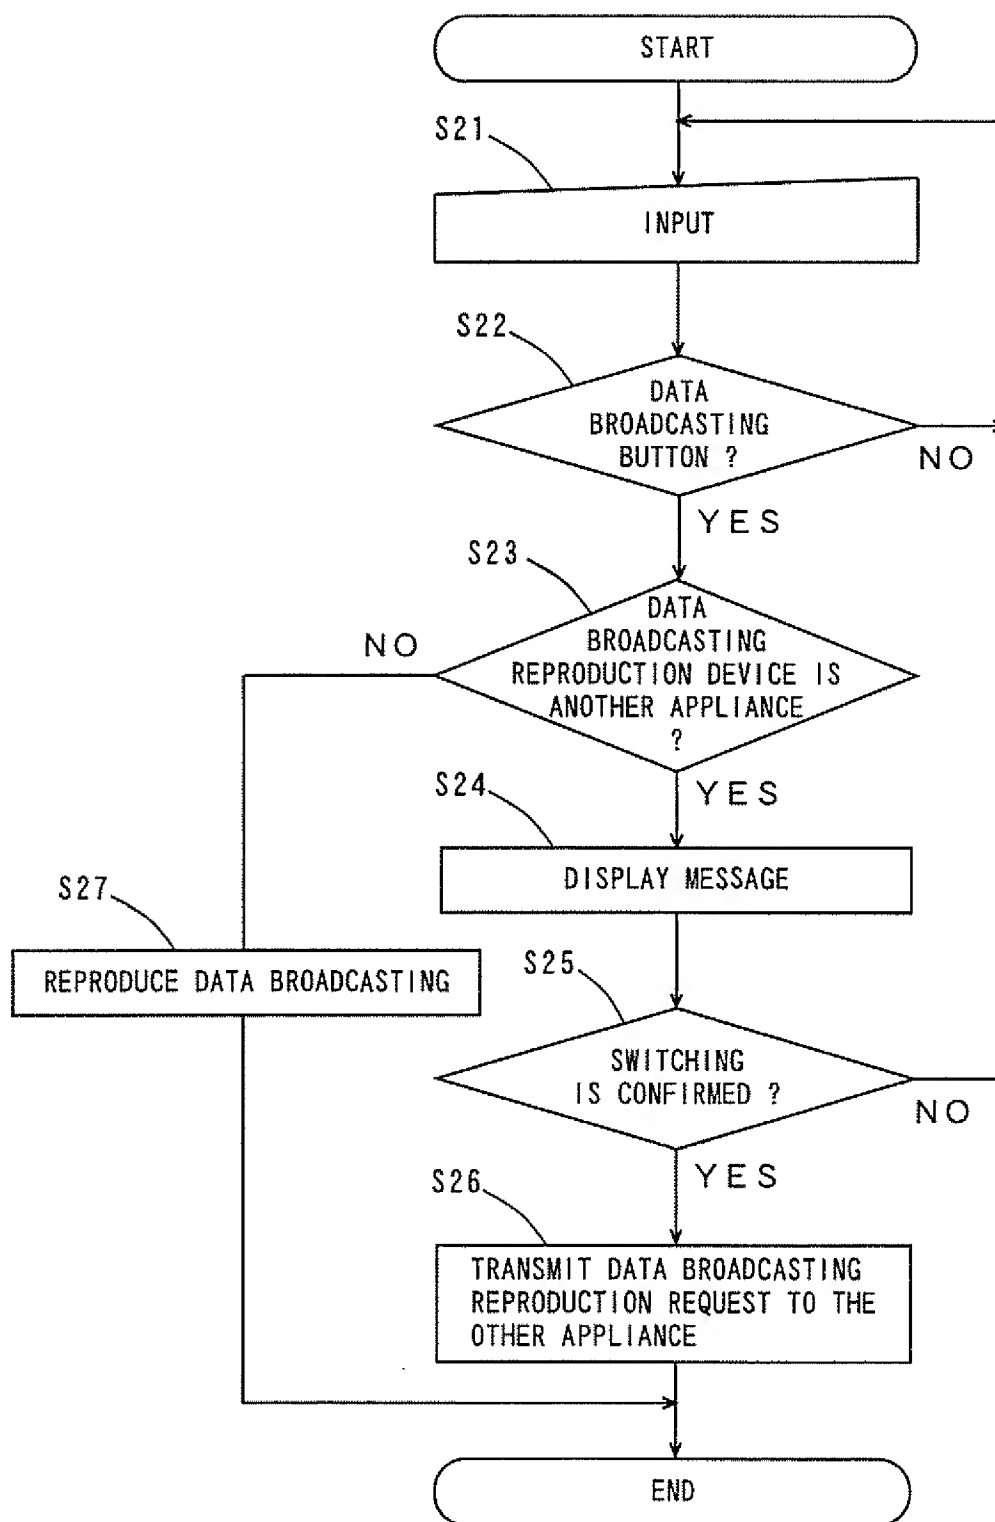 START
S21
INPUT
S22
DATA
BROADCASTING
BUTTON ?
NO
YES
S23
DATA
BROADCASTING
REPRODUCTION DEVICE IS
ANOTHER APPLIANCE
?
NO
YES
S24
DISPLAY MESSAGE
S27
REPRODUCE DATA BROADCASTING
S25
SWITCHING
IS CONFIRMED ?
NO
YES
S26
TRANSMIT DATA BROADCASTING
REPRODUCTION REQUEST TO THE
OTHER APPLIANCE
END